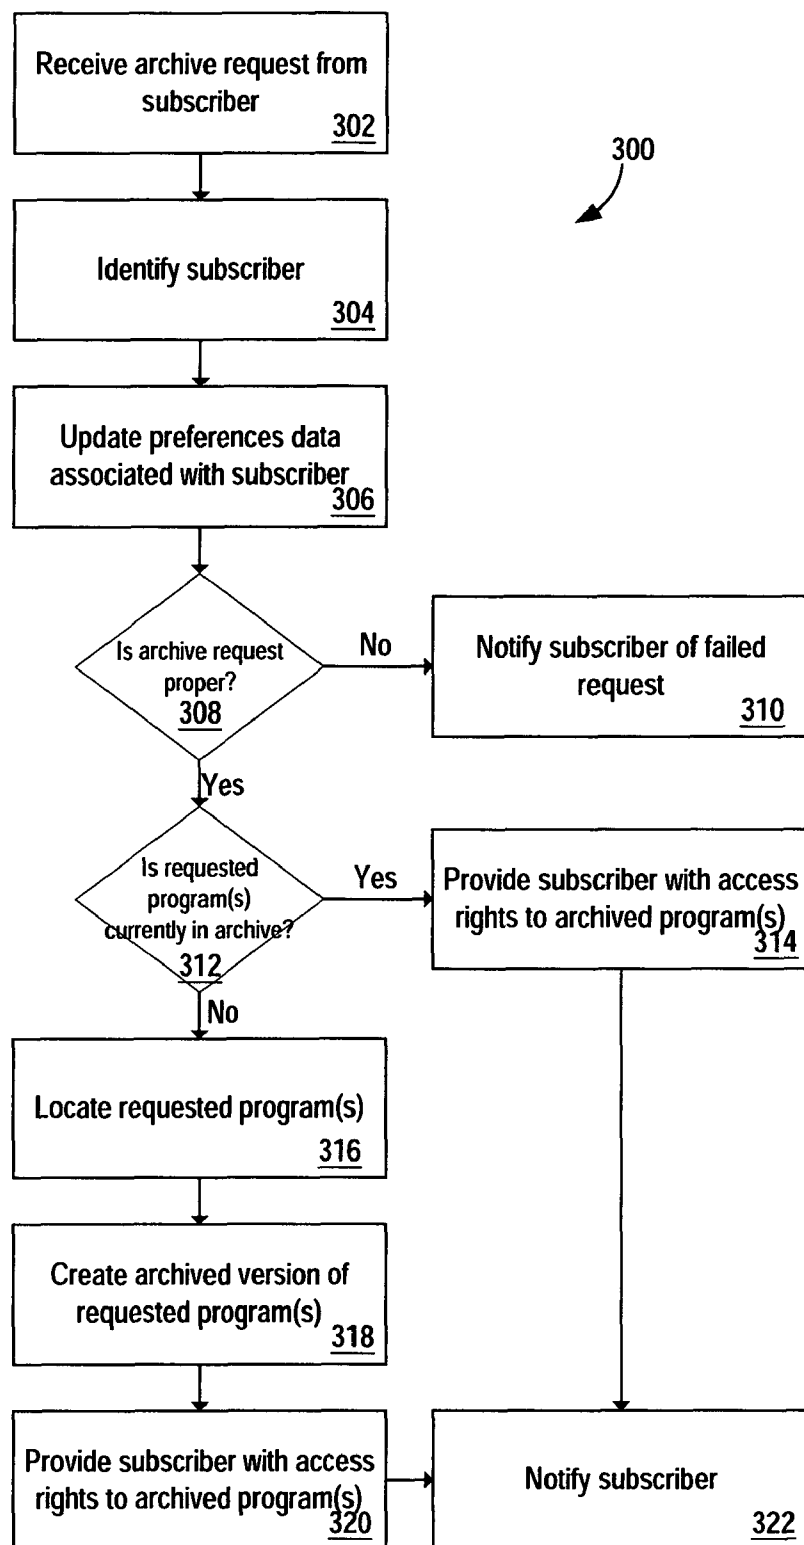 Receive archive request from
subscriber
302
300
Identify subscriber
304
Update preferences data
associated with subscriber
306
Is archive request
proper?
308
No
Notify subscriber of failed
request
310
Yes
Is requested
program(s)
currently in archive?
312
Yes
Provide subscriber with access
rights to archived program(s)
314
No
Locate requested program(s)
316
Create archived version of
requested program(s)
318
Provide subscriber with access
rights to archived program(s)
320
Notify subscriber
322